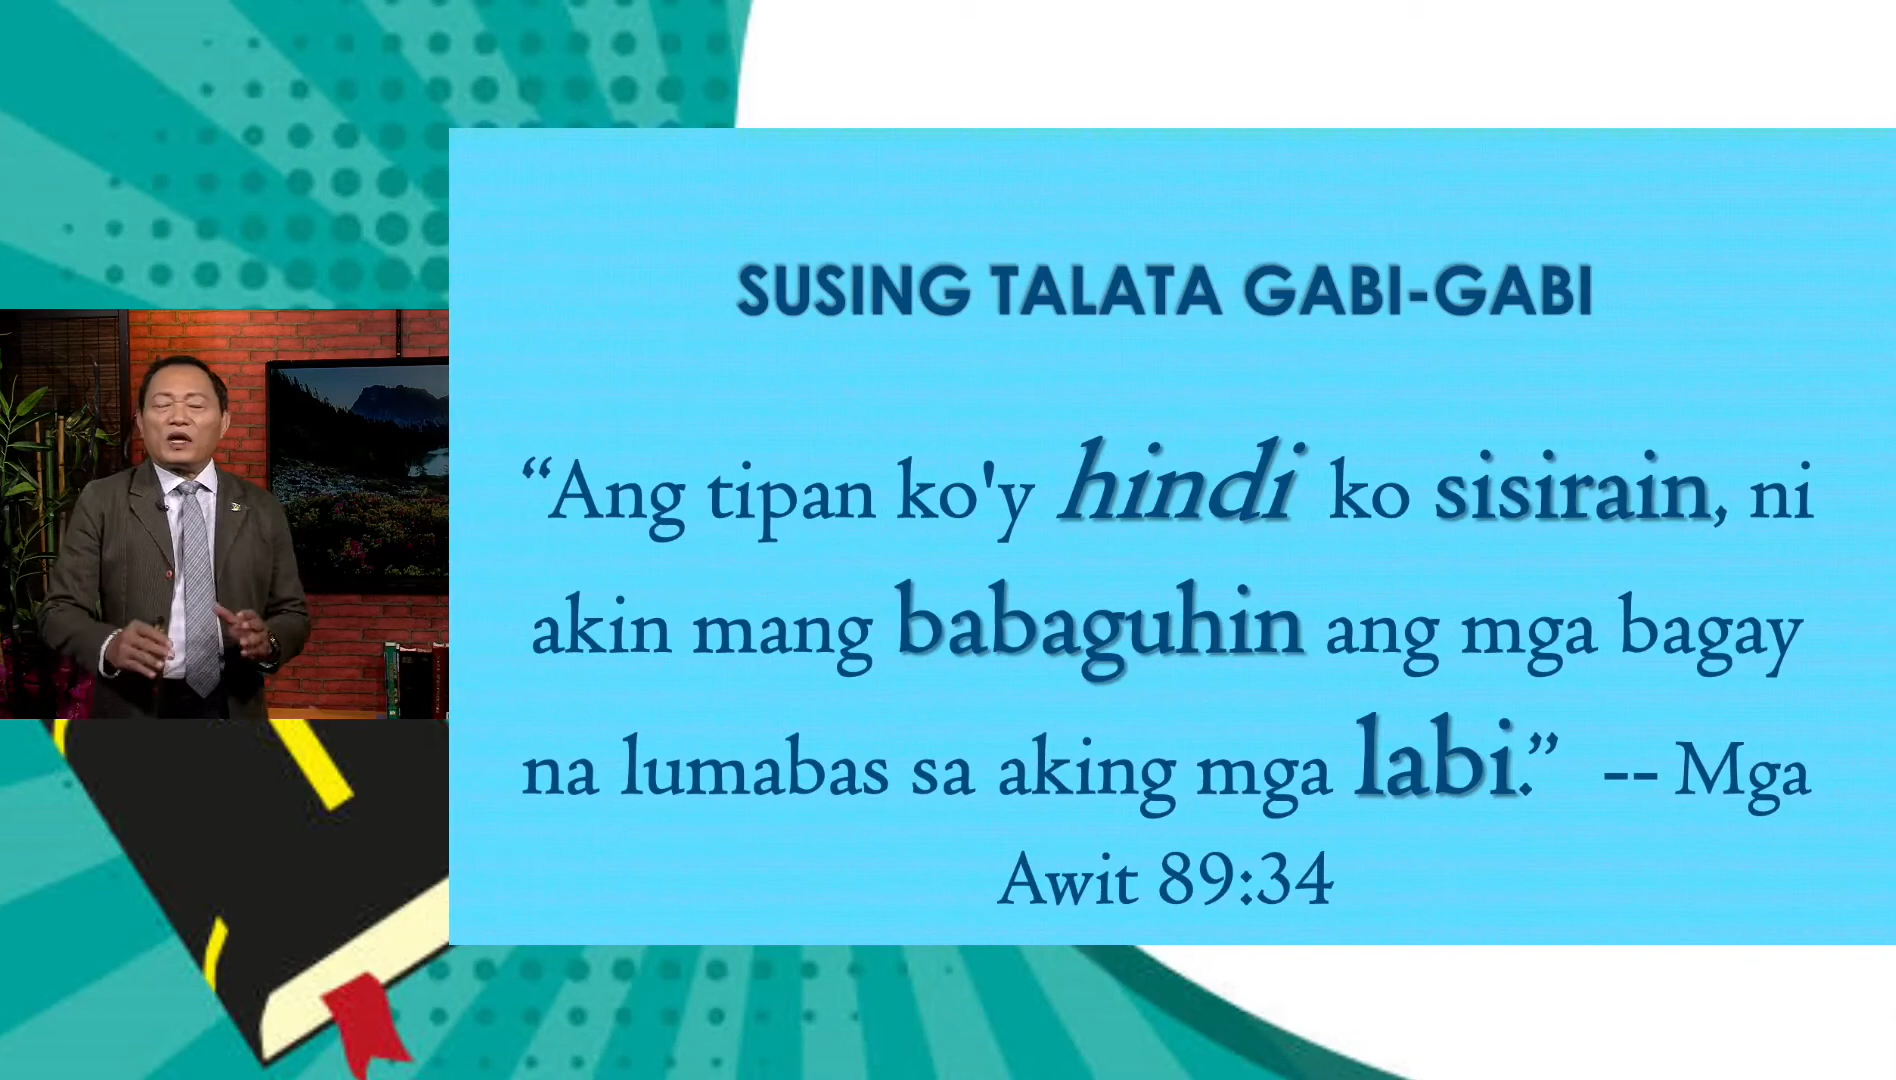 SUSING TALATA GABI-GABI
“Ang tipan ko'y hindi ko sisirain, ni
akin mang babaguhin ang mga bagay
na lumabas sa aking mga labi.” -- Mga
Awit 89:34